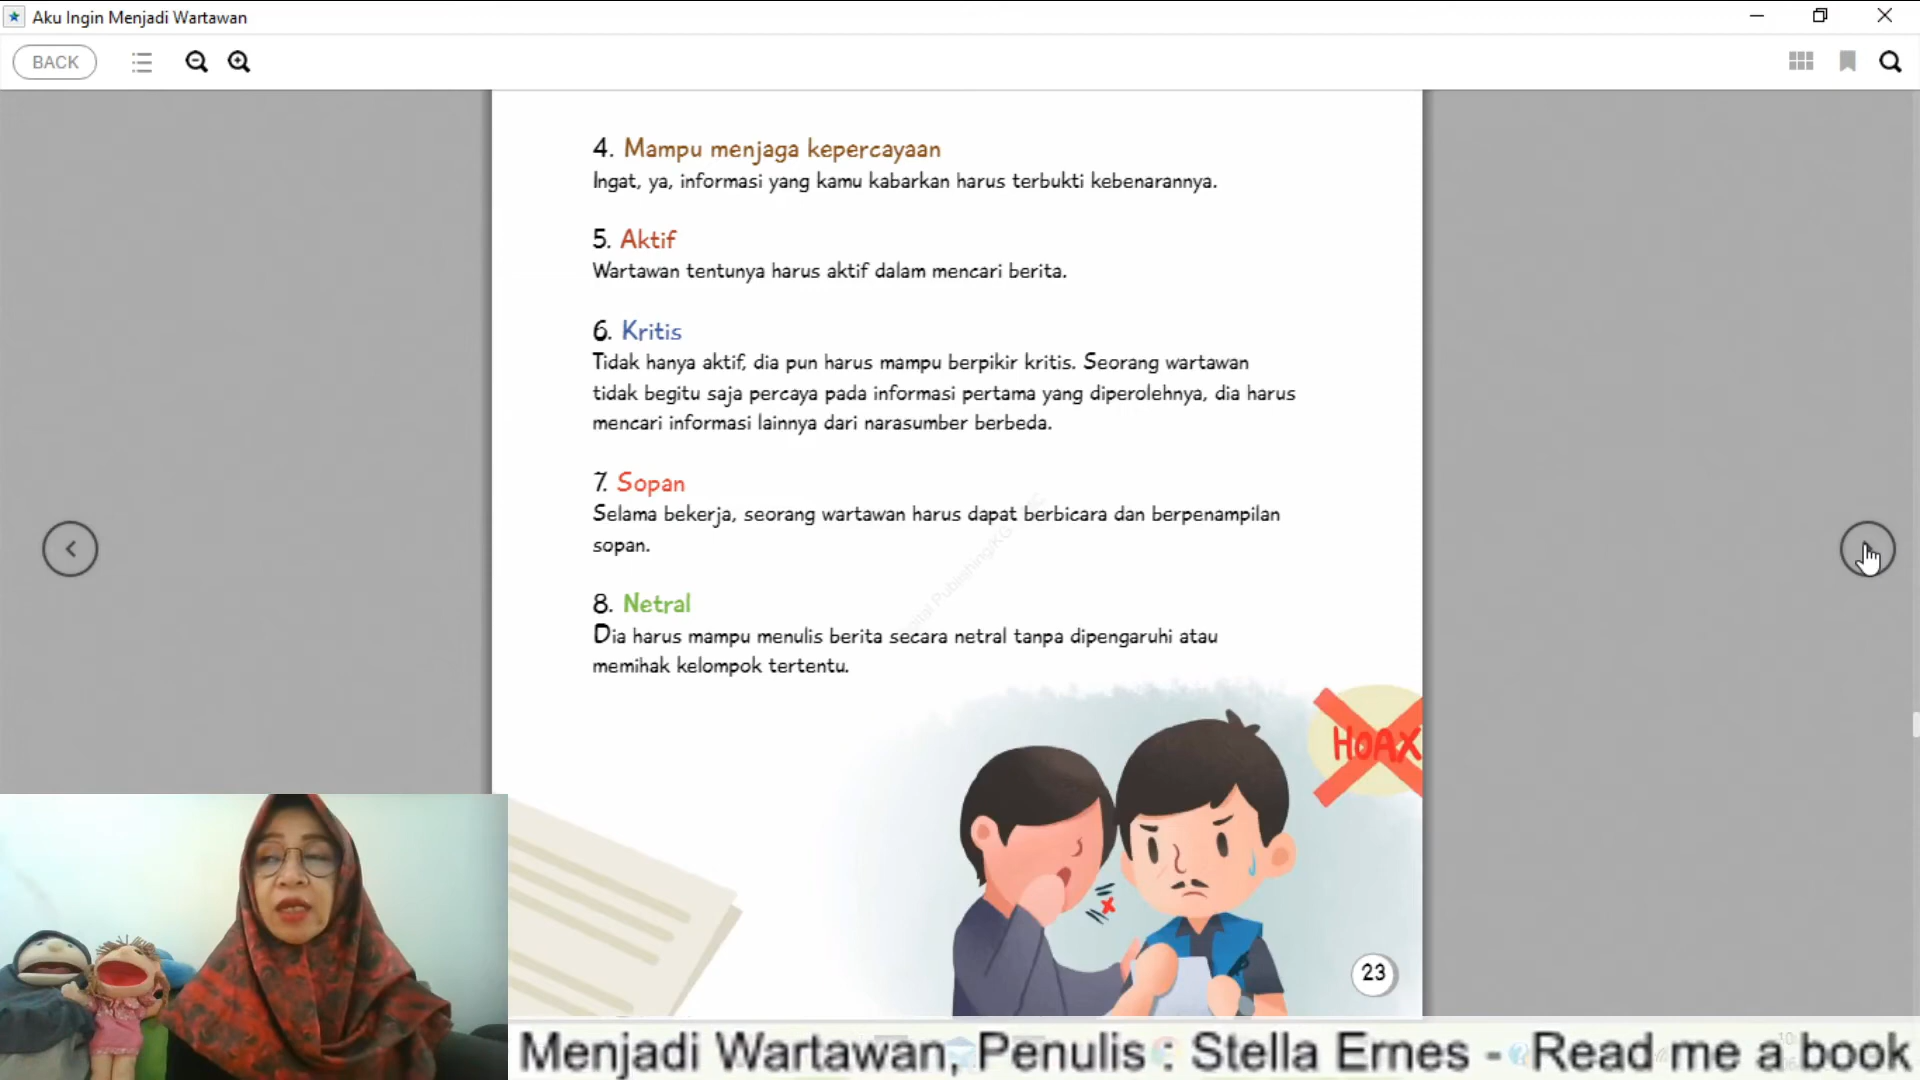 Aku Ingin Menjadi Wartawan
BACK
4. Mampu menjaga kepercayaan
Ingat, ya, informasi yang kamu kabarkan harus terbukti kebenarannya.
5. Aktif
Wartawan tentunya harus aktif dalam mencari berita.
6. Kritis
Tidak hanya aktif, dia pun harus mampu berpikir kritis. Seorang wartawan
tidak begitu saja percaya pada informasi pertama yang diperolehnya, dia harus
mencari informasi lainnya dari narasumber berbeda.
7. Sopan
Selama bekerja, seorang wartawan harus dapat berbicara dan berpenampilan
sopan.
8. Netral
Dia harus mampu menulis berita secara netral tanpa dipengaruhi atau
memihak kelompok tertentu.
HOAX
23
Menjadi Wartawan, Penulis : Stella Ernes - Read me a book